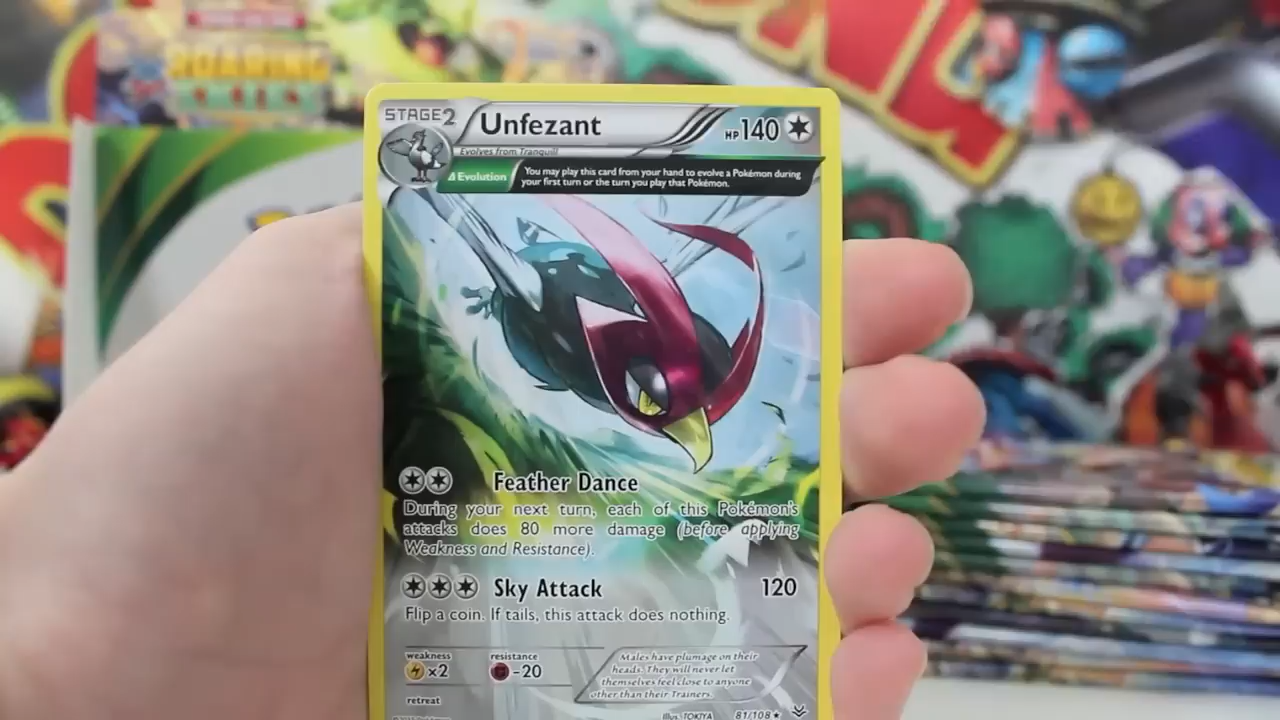 ROARING
STAGE2
Unfezant
HP140
Evolves from Tranquill
Δ Evolution
You may play this card from your hand to evolve a Pokémon during
your first turn or the turn you play that Pokémon.
Feather Dance
During your next turn, each of this Pokémon's
attacks does 80 more damage (before applying
Weakness and Resistance).
Sky Attack 120
Flip a coin. If tails, this attack does nothing.
weakness
×2
resistance
-20
Males have plumage on their
heads. They will never let
themselves feel close to anyone
other than their Trainers.
retreat
Illus. TOKIYA
81/108